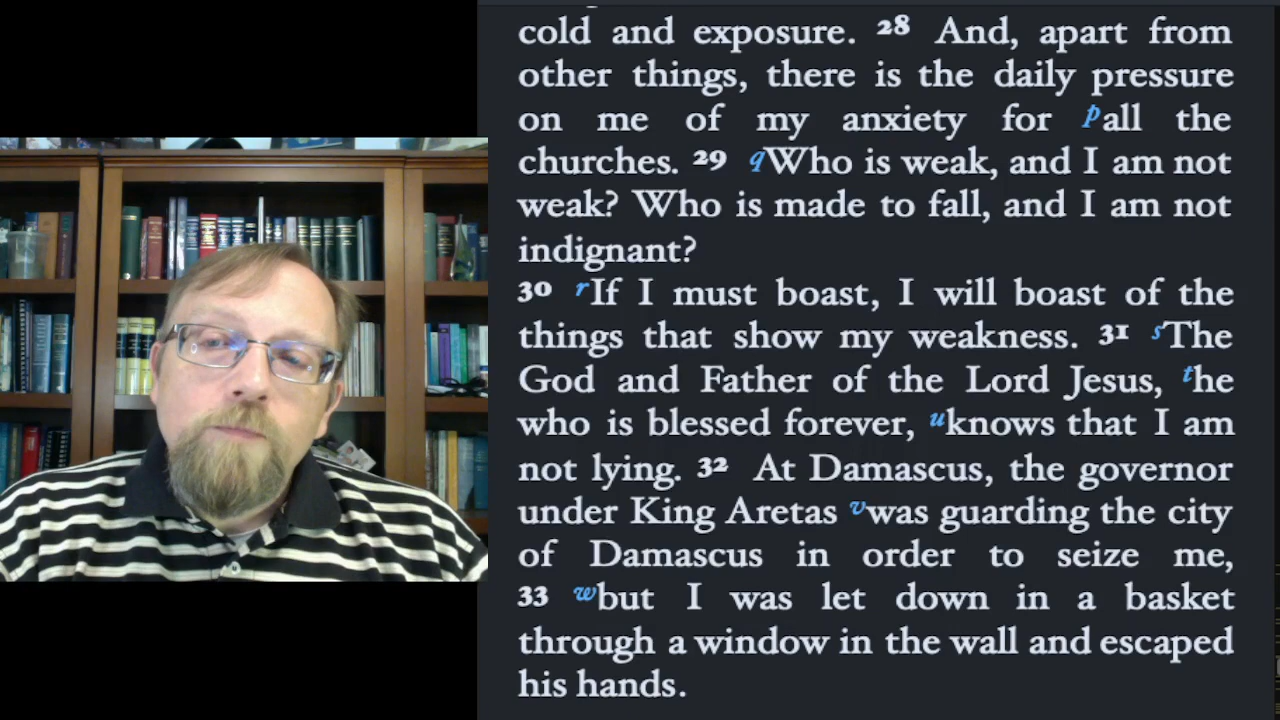 cold and exposure. 28 And, apart from
other things, there is the daily pressure
on me of my anxiety for pall the
churches. 29 qWho is weak, and I am not
weak? Who is made to fall, and I am not
indignant?
30 rIf I must boast, I will boast of the
things that show my weakness. 31 sThe
God and Father of the Lord Jesus, the
who is blessed forever, uknows that I am
not lying. 32 At Damascus, the governor
under King Aretas vwas guarding the city
of Damascus in order to seize me,
33 wbut I was let down in a basket
through a window in the wall and escaped
his hands.